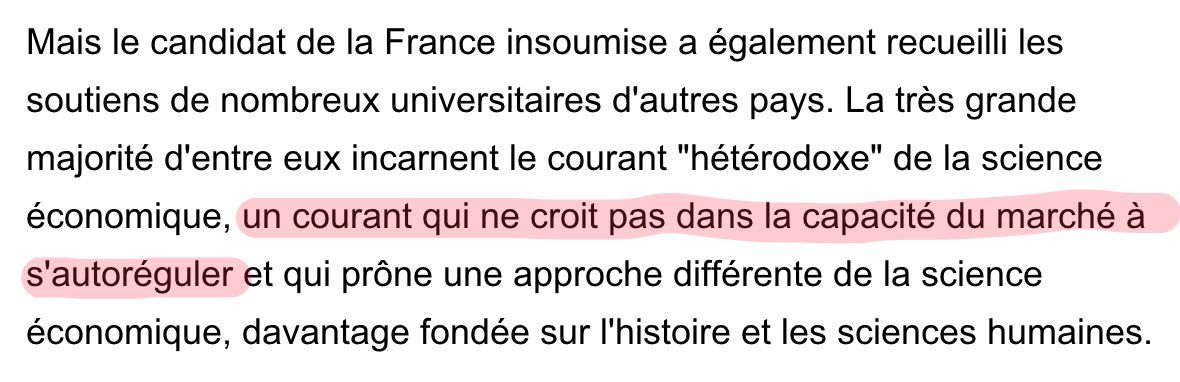 Mais le candidat de la France insoumise a également recueilli les
soutiens de nombreux universitaires d'autres pays. La très grande
majorité d'entre eux incarnent le courant "hétérodoxe" de la science
économique, un courant qui ne croit pas dans la capacité du marché à
s'autoréguler et qui prône une approche différente de la science
économique, davantage fondée sur l'histoire et les sciences humaines.